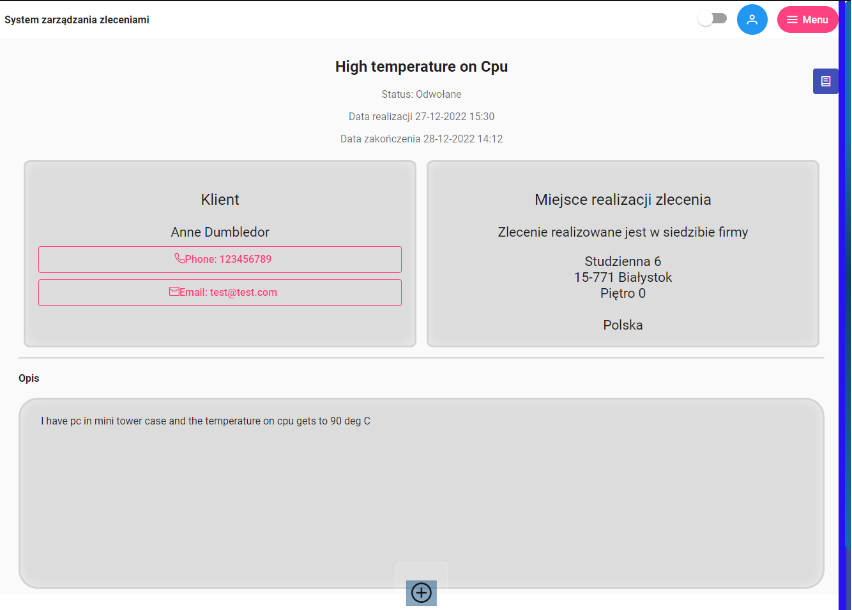 System zarządzania zleceniami
Menu
High temperature on Cpu
Status: Odwołane
Data realizacji 27-12-2022 15:30
Data zakończenia 28-12-2022 14:12
Klient
Anne Dumbledor
Phone: 123456789
Email: test@test.com
Miejsce realizacji zlecenia
Zlecenie realizowane jest w siedzibie firmy
Studzienna 6
15-771 Białystok
Piętro 0
Polska
Opis
I have pc in mini tower case and the temperature on cpu gets to 90 deg C